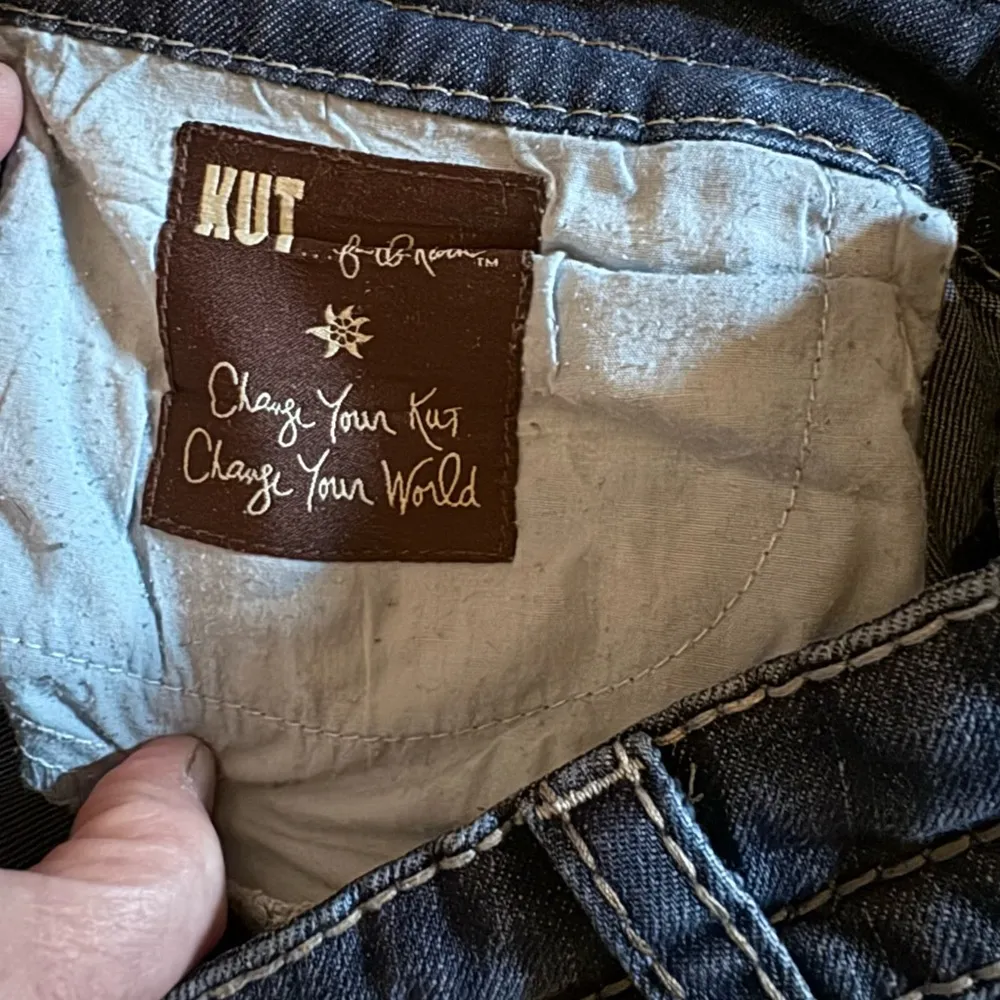 KUT
...from the Kloth™
Change Your Kut
Change Your World